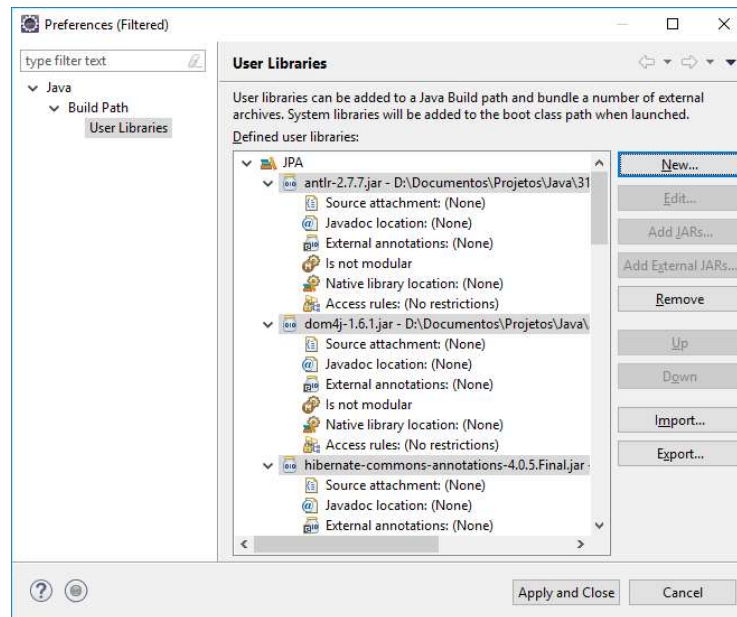 Preferences (Filtered)
type filter text
Java
Build Path
User Libraries
User Libraries
User libraries can be added to a Java Build path and bundle a number of external
archives. System libraries will be added to the boot class path when launched.
Defined user libraries:
JPA
antlr-2.7.7.jar - D:\Documentos\Projetos\Java\31
Source attachment: (None)
Javadoc location: (None)
External annotations: (None)
Is not modular
Native library location: (None)
Access rules: (No restrictions)
dom4j-1.6.1.jar - D:\Documentos\Projetos\Java\
Source attachment: (None)
Javadoc location: (None)
External annotations: (None)
Is not modular
Native library location: (None)
Access rules: (No restrictions)
hibernate-commons-annotations-4.0.5.Final.jar -
Source attachment: (None)
Javadoc location: (None)
External annotations: (None)
New...
Edit...
Add JARs...
Add External JARs...
Remove
Up
Down
Import...
Export...
Apply and Close
Cancel